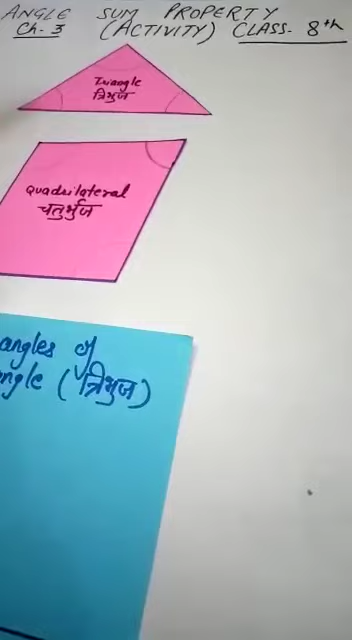 ANGLE SUM PROPERTY
Ch-3 (ACTIVITY) CLASS-8th
Triangle
त्रिभुज
Quadrilateral
चतुर्भुज
angles of
ngle (त्रिभुज)